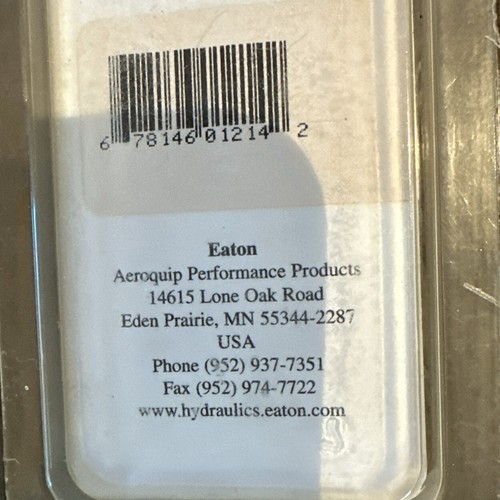 6 78146 01214 2
Eaton
Aeroquip Performance Products
14615 Lone Oak Road
Eden Prairie, MN 55344-2287
USA
Phone (952) 937-7351
Fax (952) 974-7722
www.hydraulics.eaton.com